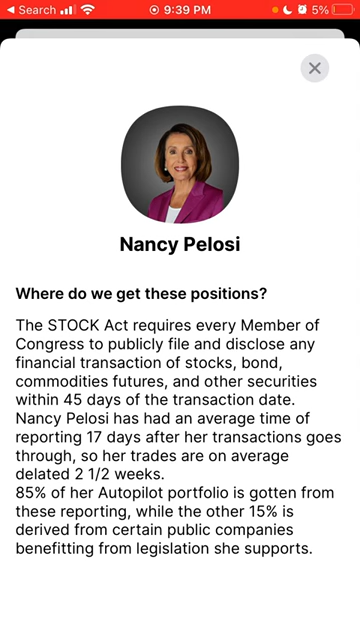 Search
9:39 PM
5%
Nancy Pelosi
Where do we get these positions?
The STOCK Act requires every Member of
Congress to publicly file and disclose any
financial transaction of stocks, bond,
commodities futures, and other securities
within 45 days of the transaction date.
Nancy Pelosi has had an average time of
reporting 17 days after her transactions goes
through, so her trades are on average
delated 2 1/2 weeks.
85% of her Autopilot portfolio is gotten from
these reporting, while the other 15% is
derived from certain public companies
benefitting from legislation she supports.